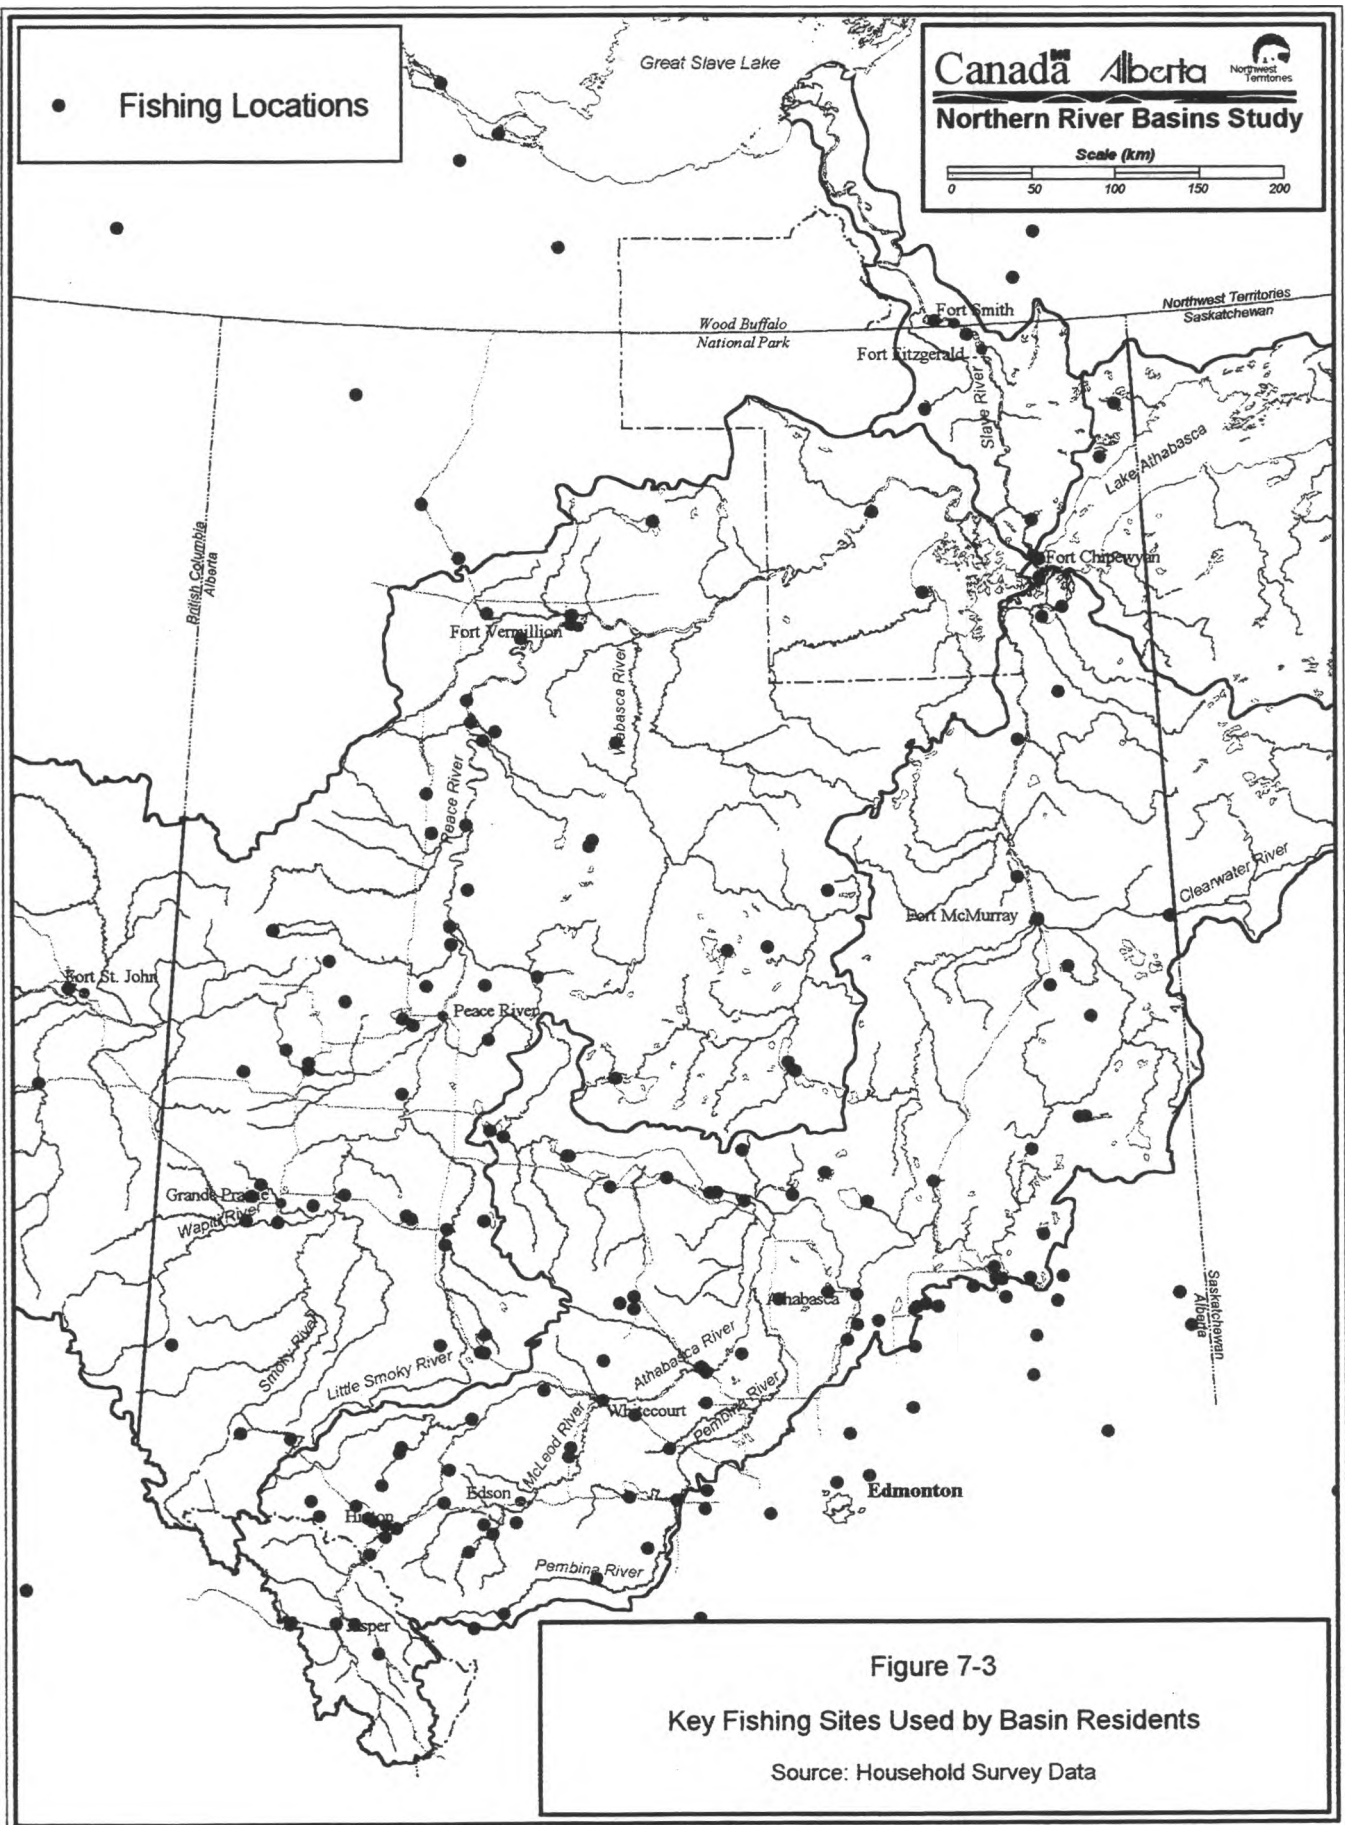 Great Slave Lake
Fishing Locations
Canada
Alberta
Northwest
Territories
Northern River Basins Study
Scale (km)
0 50 100 150 200
Northwest Territories
Saskatchewan
Fort Smith
Wood Buffalo
National Park
Fort Fitzgerald
Slave River
Lake Athabasca
British Columbia
Alberta
Fort Chipewyan
Fort Vermillion
Wabasca River
Peace River
Clearwater River
Fort McMurray
Fort St. John
Peace River
Grande Prairie
Wapiti River
Athabasca
Saskatchewan
Alberta
Smoky River
Little Smoky River
Athabasca River
Whitecourt
Pembina River
McLeod River
Edson
Edmonton
Hinton
Pembina River
Jasper
Figure 7-3
Key Fishing Sites Used by Basin Residents
Source: Household Survey Data